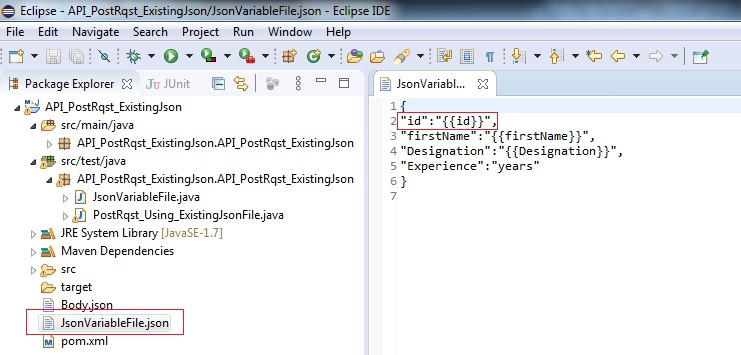 Eclipse - API_PostRqst_ExistingJson/JsonVariableFile.json - Eclipse IDE
File Edit Navigate Search Project Run Window Help
Package Explorer JUnit
API_PostRqst_ExistingJson
src/main/java
API_PostRqst_ExistingJson.API_PostRqst_ExistingJson
src/test/java
API_PostRqst_ExistingJson.API_PostRqst_ExistingJson
JsonVariableFile.java
PostRqst_Using_ExistingJsonFile.java
JRE System Library [JavaSE-1.7]
Maven Dependencies
src
target
Body.json
JsonVariableFile.json
pom.xml
JsonVariabl...
1 {
2 "id":"{{id}}",
3 "firstName":"{{firstName}}",
4 "Designation":"{{Designation}}",
5 "Experience":"years"
6 }
7